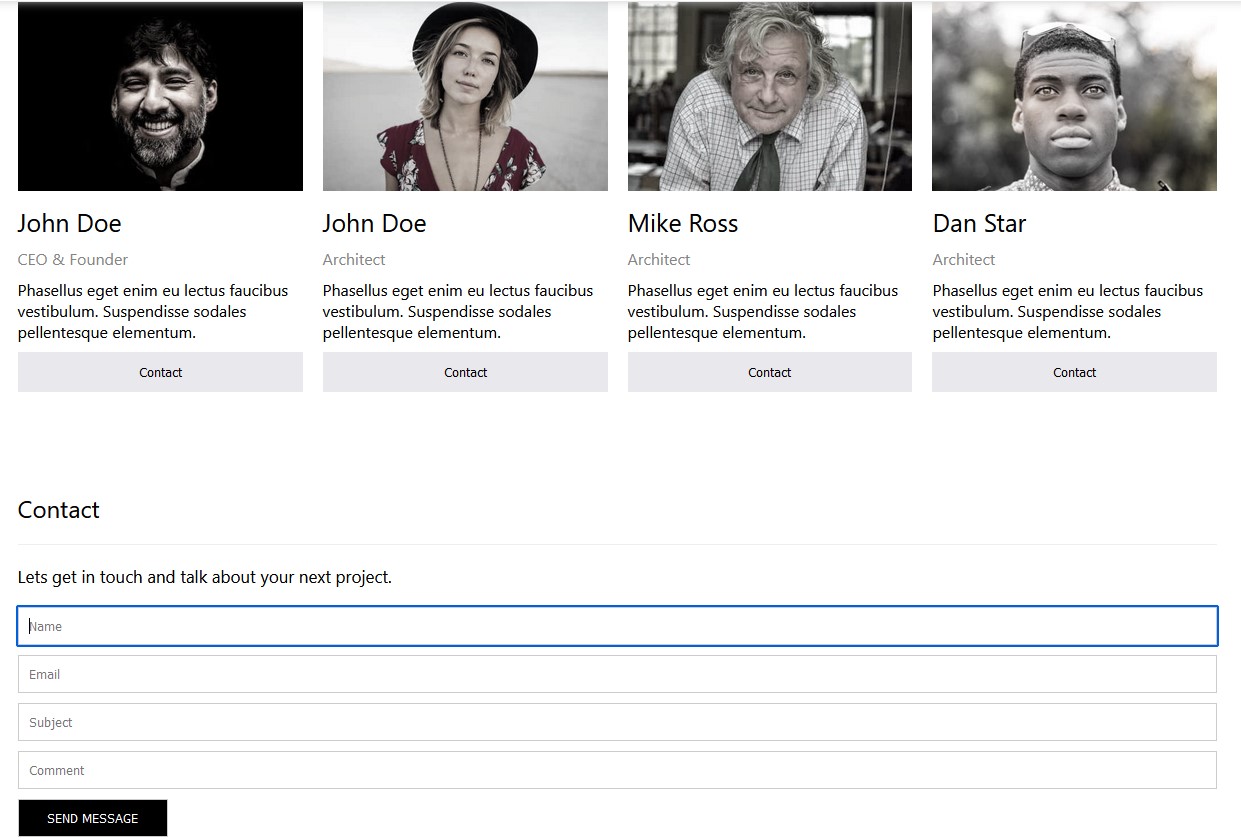 John Doe
CEO & Founder
Phasellus eget enim eu lectus faucibus
vestibulum. Suspendisse sodales
pellentesque elementum.
Contact
John Doe
Architect
Phasellus eget enim eu lectus faucibus
vestibulum. Suspendisse sodales
pellentesque elementum.
Contact
Mike Ross
Architect
Phasellus eget enim eu lectus faucibus
vestibulum. Suspendisse sodales
pellentesque elementum.
Contact
Dan Star
Architect
Phasellus eget enim eu lectus faucibus
vestibulum. Suspendisse sodales
pellentesque elementum.
Contact
Contact
Lets get in touch and talk about your next project.
Name
Email
Subject
Comment
SEND MESSAGE